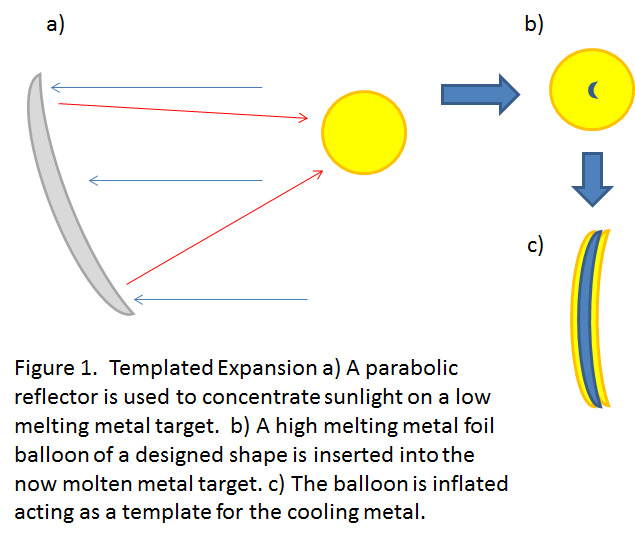 a)
b)
c)
Figure 1.  Templated Expansion a) A parabolic
reflector is used to concentrate sunlight on a low
melting metal target.  b) A high melting metal foil
balloon of a designed shape is inserted into the
now molten metal target. c) The balloon is inflated
acting as a template for the cooling metal.